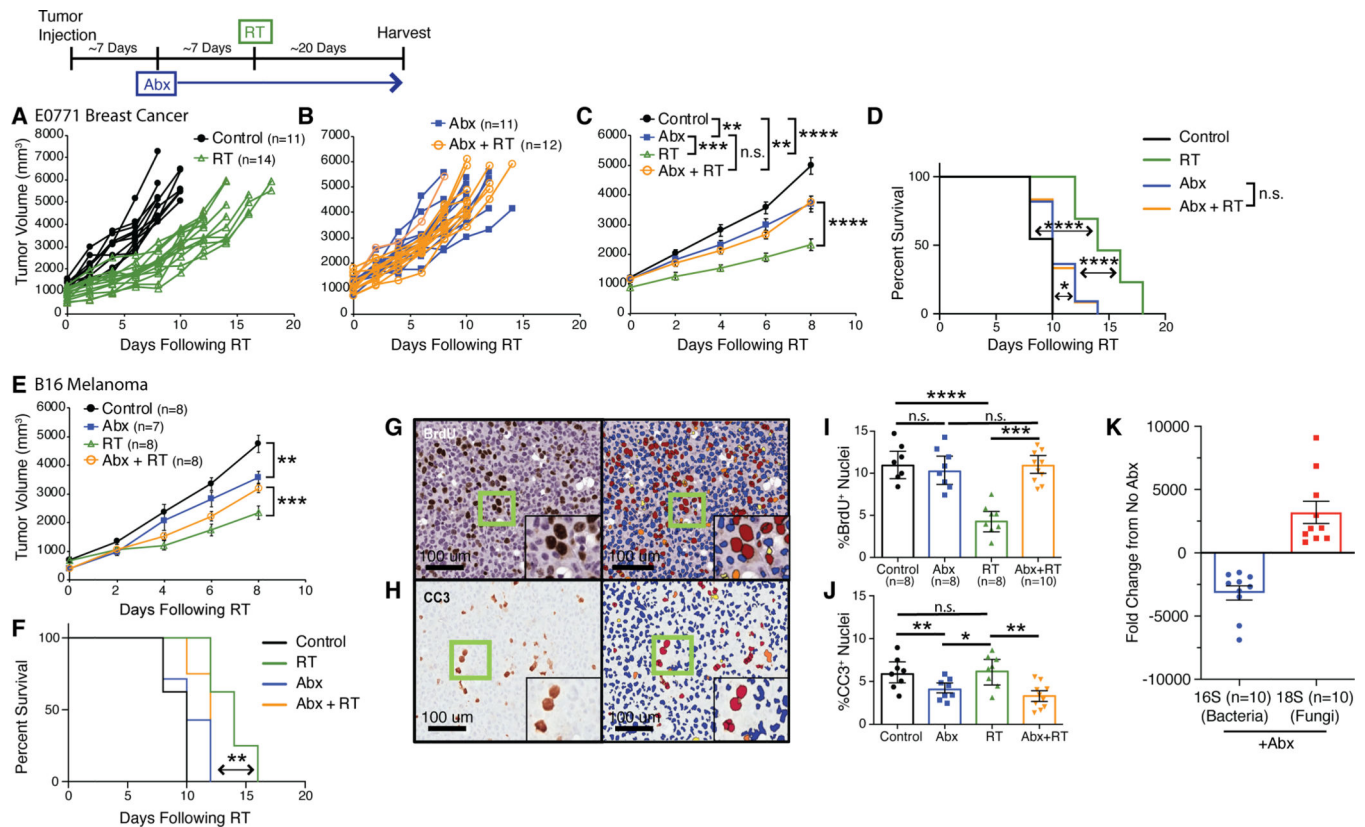 Tumor
Injection
RT
Harvest
~7 Days
~7 Days
~20 Days
Abx
A E0771 Breast Cancer
Tumor Volume (mm³)
8000
7000
6000
5000
4000
3000
2000
1000
0
0 5 10 15 20
Days Following RT
Control (n=11)
RT (n=14)
B
7000
6000
5000
4000
3000
2000
1000
0
0 5 10 15 20
Days Following RT
Abx (n=11)
Abx + RT (n=12)
C
6000
5000
4000
3000
2000
1000
0
0 2 4 6 8 10
Days Following RT
Control
Abx
RT
Abx + RT
**
***
n.s.
**
****
****
D
Control
RT
Abx
Abx + RT
n.s.
Percent Survival
100
50
0
0 5 10 15 20
Days Following RT
****
****
*
E B16 Melanoma
Tumor Volume (mm³)
6000
5000
4000
3000
2000
1000
0
0 2 4 6 8 10
Days Following RT
Control (n=8)
Abx (n=7)
RT (n=8)
Abx + RT (n=8)
**
***
F
Percent Survival
100
50
0
0 4 8 12 16 20
Days Following RT
Control
RT
Abx
Abx + RT
**
G
BrdU
100 um
100 um
H
CC3
100 um
100 um
I
%BrdU⁺ Nuclei
15
10
5
0
****
n.s.
n.s.
***
Control Abx RT Abx+RT
(n=8) (n=8) (n=8) (n=10)
J
%CC3⁺ Nuclei
15
10
5
0
n.s.
**
*
**
Control Abx RT Abx+RT
K
Fold Change from No Abx
10000
5000
0
-5000
-10000
16S (n=10) 18S (n=10)
(Bacteria) (Fungi)
+Abx